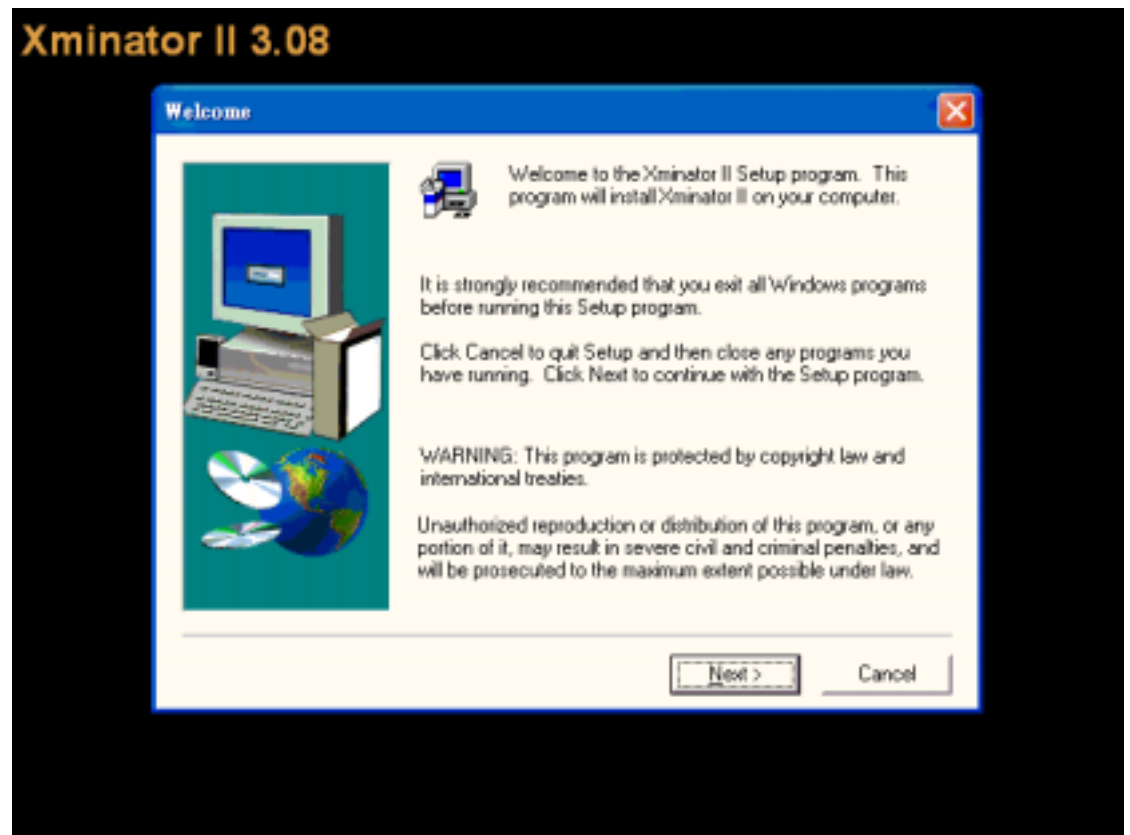 Xminator II 3.08
Welcome
Welcome to the Xminator II Setup program.  This
program will install Xminator II on your computer.
It is strongly recommended that you exit all Windows programs
before running this Setup program.
Click Cancel to quit Setup and then close any programs you
have running.  Click Next to continue with the Setup program.
WARNING: This program is protected by copyright law and
international treaties.
Unauthorized reproduction or distribution of this program, or any
portion of it, may result in severe civil and criminal penalties, and
will be prosecuted to the maximum extent possible under law.
Next >
Cancel